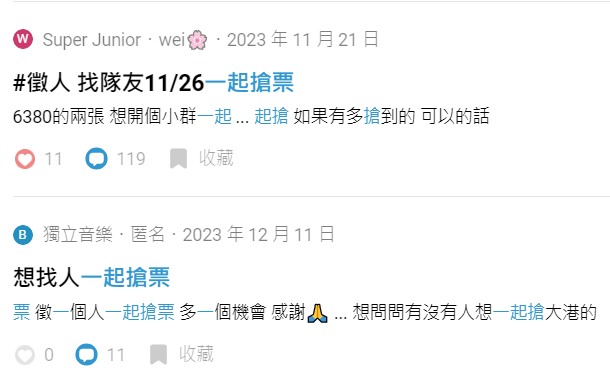 W Super Junior · wei🌸 · 2023 年 11 月 21 日
#徵人 找隊友11/26一起搶票
6380的兩張 想開個小群一起 ... 起搶 如果有多搶到的 可以的話
11 119 收藏
B 獨立音樂 · 匿名 · 2023 年 12 月 11 日
想找人一起搶票
票 徵一個人一起搶票 多一個機會 感謝🙏 ... 想問問有沒有人想一起搶大港的
0 11 收藏